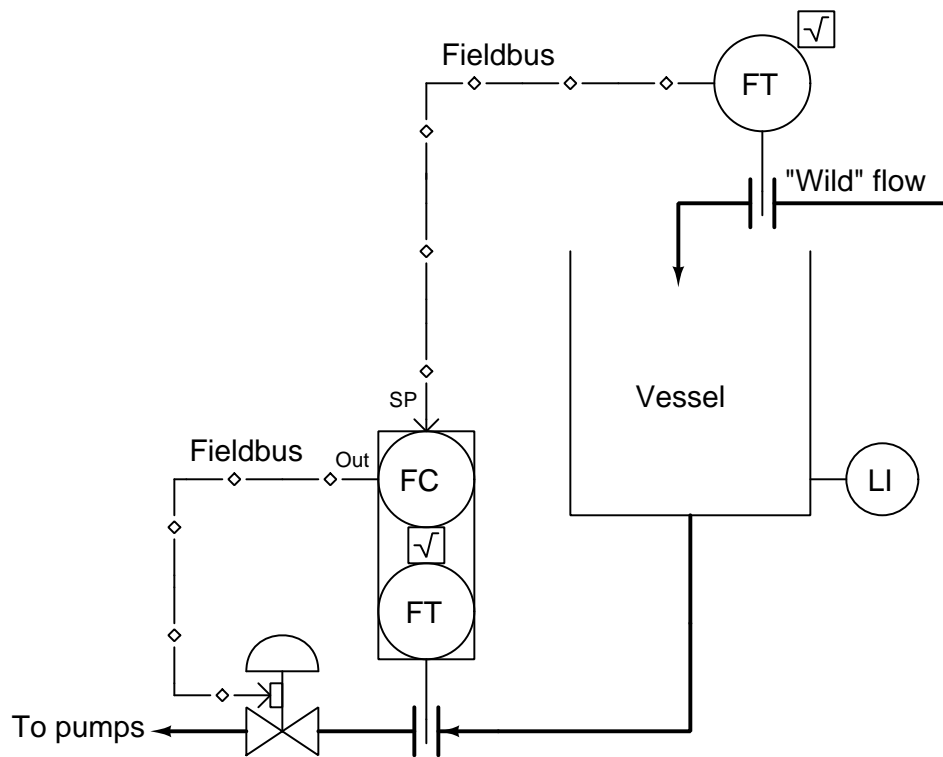 √
Fieldbus
FT
"Wild" flow
SP
Vessel
Fieldbus
Out
FC
LI
√
FT
To pumps